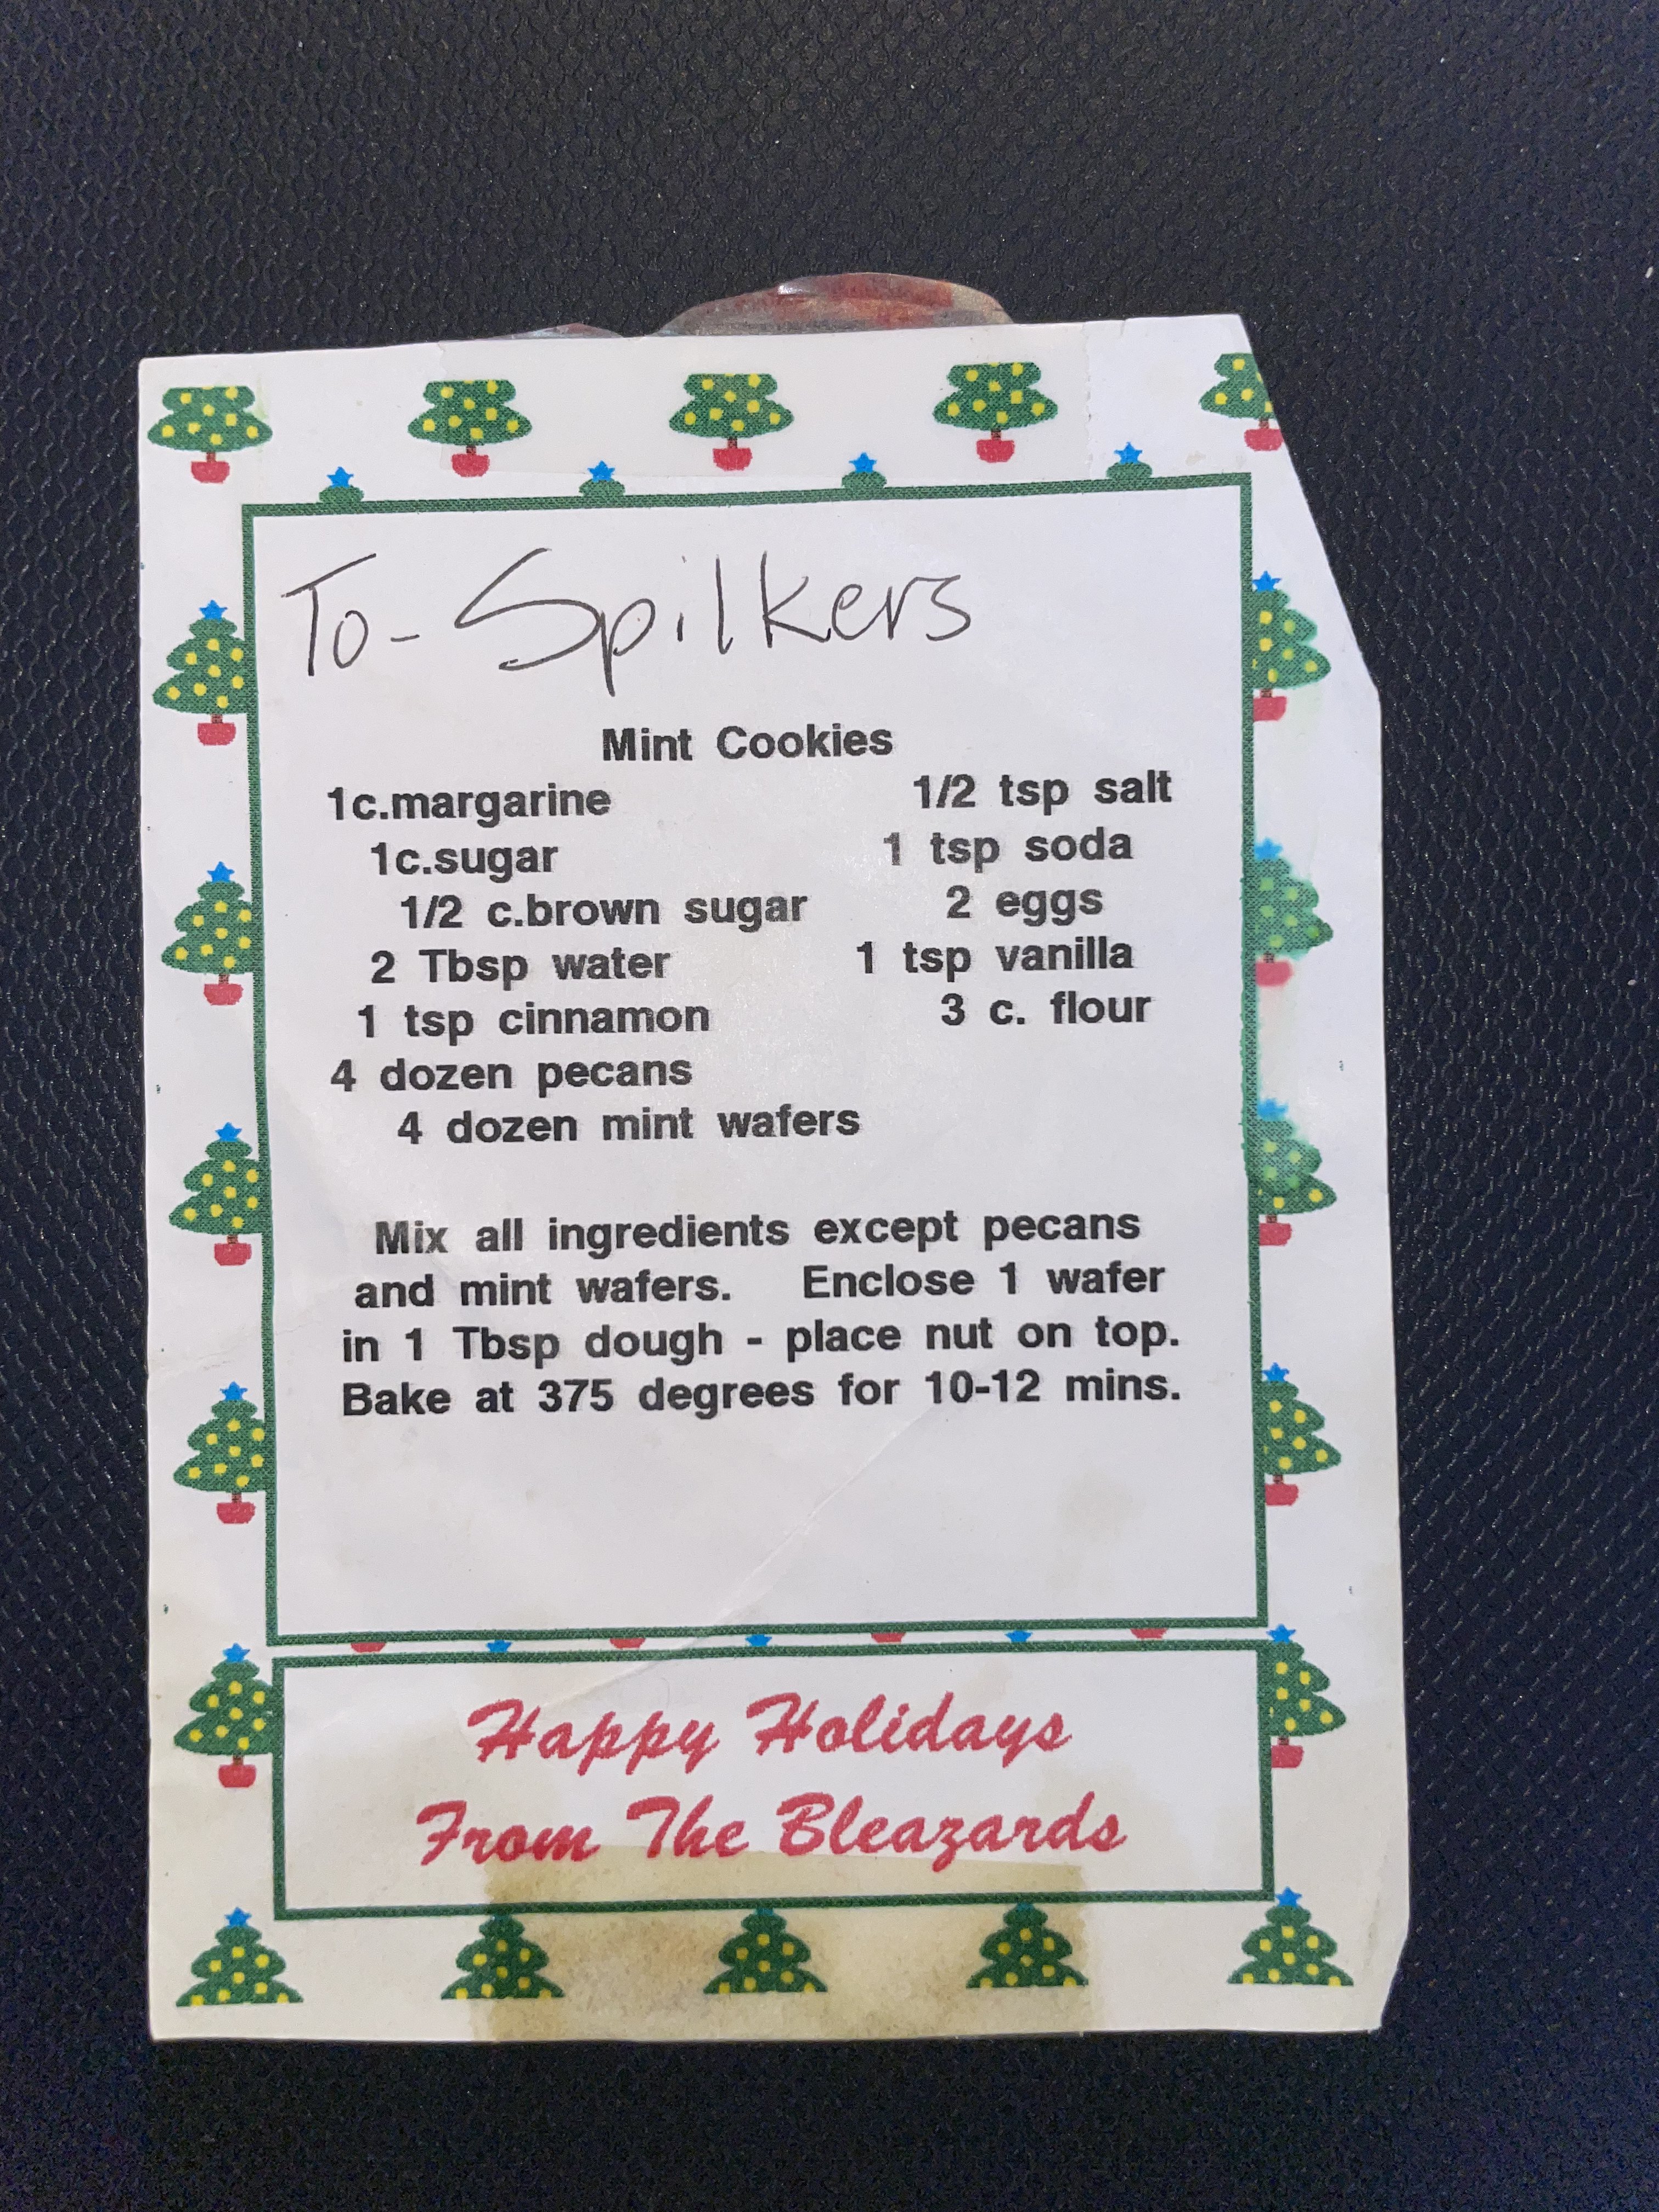 To - Spilkers
Mint Cookies
1c.margarine 1/2 tsp salt
1c.sugar 1 tsp soda
1/2 c.brown sugar 2 eggs
2 Tbsp water 1 tsp vanilla
1 tsp cinnamon 3 c. flour
4 dozen pecans
4 dozen mint wafers
Mix all ingredients except pecans
and mint wafers. Enclose 1 wafer
in 1 Tbsp dough - place nut on top.
Bake at 375 degrees for 10-12 mins.
Happy Holidays
From The Bleazards